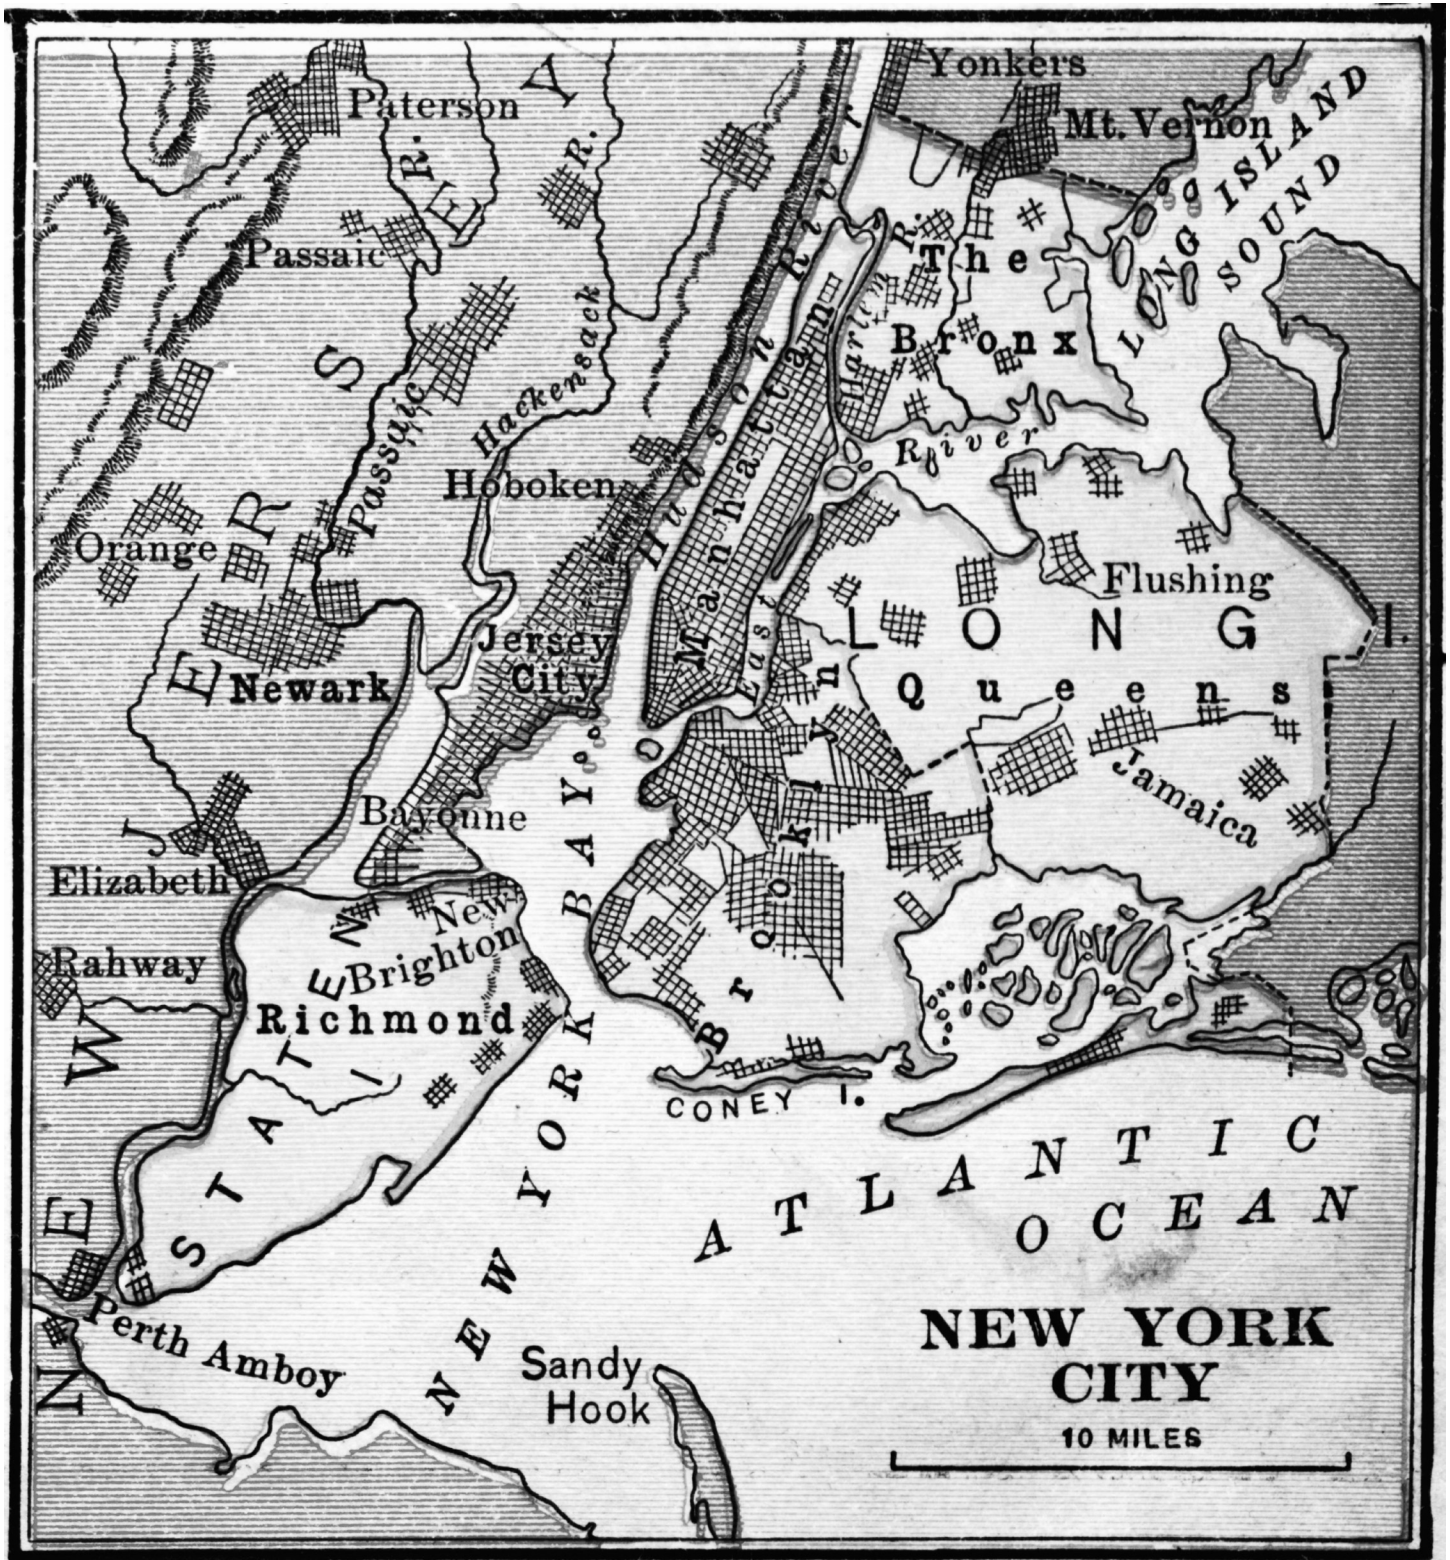 Yonkers
Paterson
Mt. Vernon
LONG ISLAND
SOUND
Passaic
R.
R.
Hudson River
Harlem R.
The
Bronx
Hackensack
Passaic
River
Hoboken
Manhattan
Orange
Flushing
LONG I.
East
Jersey
City
Newark
Queens
Brooklyn
Jamaica
Bayonne
Elizabeth
New
Brighton
Rahway
Richmond
STATEN I
NEW JERSEY
NEW YORK BAY
CONEY I.
ATLANTIC
OCEAN
Perth Amboy
Sandy
Hook
NEW YORK
CITY
10 MILES